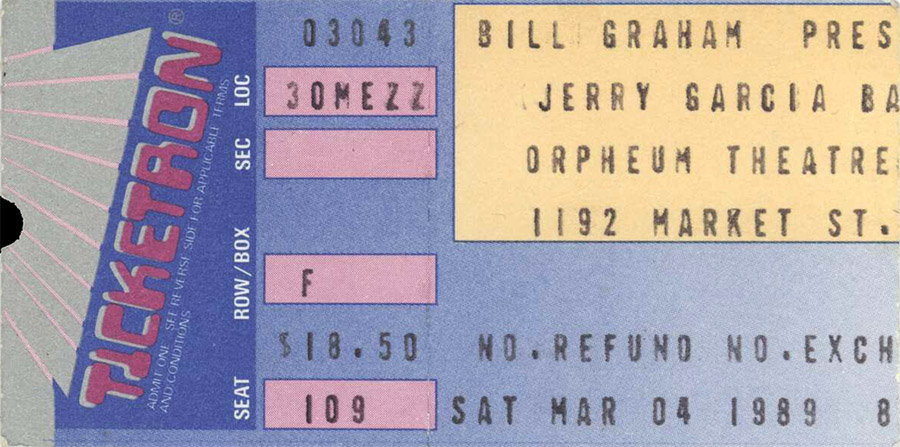 TICKETRON®
ADMIT ONE. SEE REVERSE SIDE FOR APPLICABLE TERMS
AND CONDITIONS
03043
LOC 30MEZZ
SEC
ROW/BOX F
$18.50
SEAT 109
BILL GRAHAM PRES
JERRY GARCIA BA
ORPHEUM THEATRE
1192 MARKET ST.
NO.REFUND NO.EXCH
SAT MAR 04 1989 8